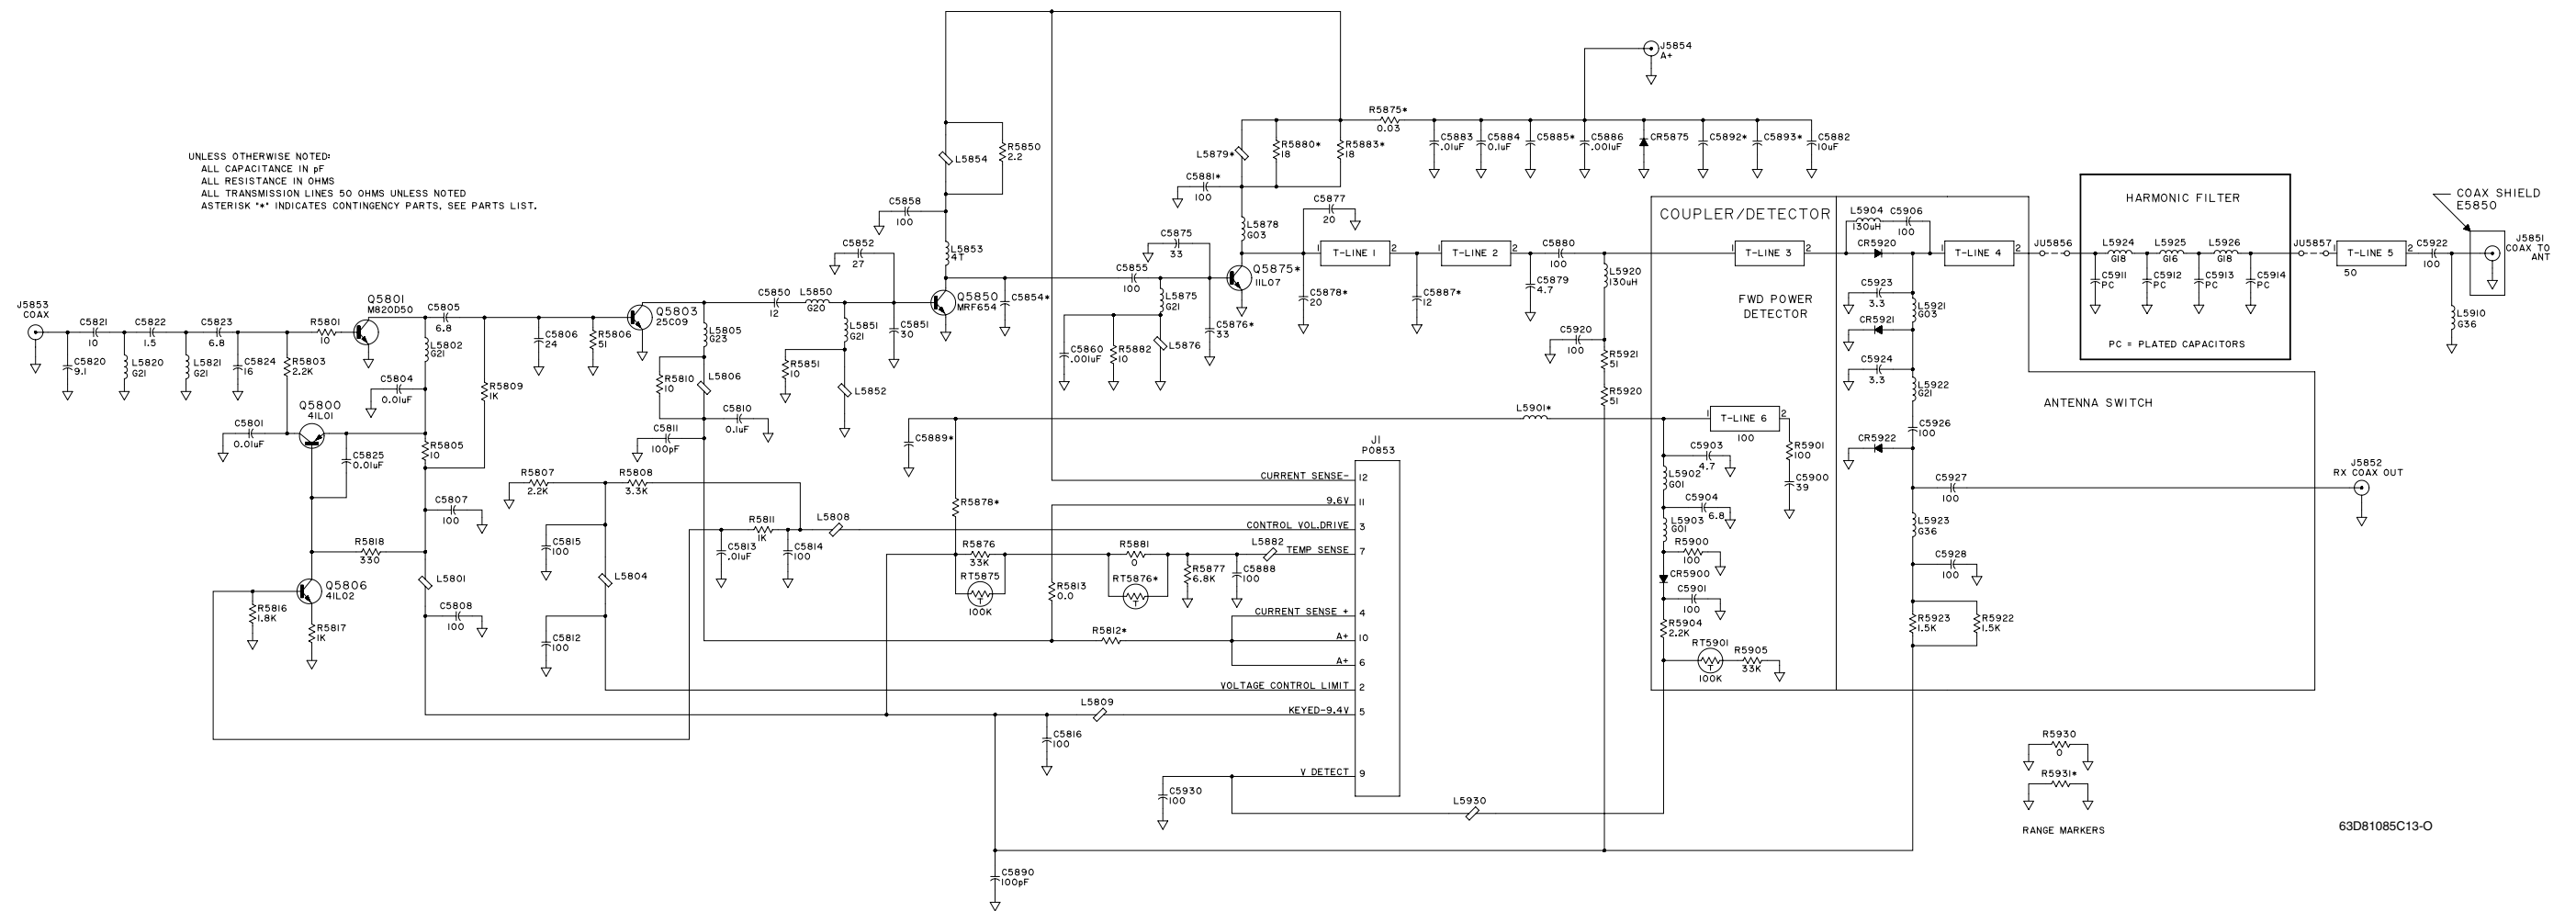 J5854
A+
R5875*
0.03
C5883
.01uF
C5884
0.1uF
C5885*
C5886
.001uF
CR5875
C5892*
C5893*
C5882
10uF
UNLESS OTHERWISE NOTED:
ALL CAPACITANCE IN pF
ALL RESISTANCE IN OHMS
ALL TRANSMISSION LINES 50 OHMS UNLESS NOTED
ASTERISK "*" INDICATES CONTINGENCY PARTS, SEE PARTS LIST.
L5854
R5850
2.2
L5879*
R5880*
18
R5883*
18
C5881*
100
C5858
100
C5877
20
L5878
G03
C5852
27
L5853
4T
C5875
33
COUPLER/DETECTOR
L5904
130uH
C5906
100
CR5920
HARMONIC FILTER
COAX SHIELD
E5850
J5851
COAX TO
ANT
1 T-LINE 1 2
1 T-LINE 2 2
C5880
100
1 T-LINE 3 2
1 T-LINE 4 2
JU5856
L5924
G18
L5925
G16
L5926
G18
JU5857
1 T-LINE 5 2
50
C5922
100
C5911
PC
C5912
PC
C5913
PC
C5914
PC
L5910
G36
PC = PLATED CAPACITORS
J5853
COAX
C5821
10
C5822
1.5
C5823
6.8
R5801
10
Q5801
M820D50
C5805
6.8
C5820
9.1
L5820
G21
L5821
G21
C5824
16
R5803
2.2K
L5802
G21
C5804
0.01uF
R5809
1K
C5806
24
R5806
51
Q5803
25C09
L5805
G23
C5850
12
L5850
G20
L5851
G21
C5851
30
Q5850
MRF654
C5854*
C5855
100
L5875
G21
Q5875*
11L07
C5876*
33
C5878*
20
C5887*
12
C5879
4.7
L5920
130uH
FWD POWER
DETECTOR
C5923
3.3
L5921
G03
CR5921
C5924
3.3
L5922
G21
C5926
100
CR5922
ANTENNA SWITCH
R5810
10
L5806
R5851
10
L5852
C5860
.001uF
R5882
10
L5876
C5920
100
R5921
51
R5920
51
Q5800
41L01
C5801
0.01uF
C5825
0.01uF
R5805
10
C5811
100pF
C5810
0.1uF
C5889*
L5901*
1 T-LINE 6 2
100
R5901
100
C5900
39
C5903
4.7
L5902
G01
C5904
6.8
L5903
G01
R5900
100
CR5900
C5901
100
R5904
2.2K
RT5901
100K
R5905
33K
J1
P0853
CURRENT SENSE- 12
9.6V 11
CONTROL VOL.DRIVE 3
TEMP SENSE 7
CURRENT SENSE + 4
A+ 10
A+ 6
VOLTAGE CONTROL LIMIT 2
KEYED-9.4V 5
V DETECT 9
R5807
2.2K
R5808
3.3K
C5807
100
R5878*
C5927
100
J5852
RX COAX OUT
L5923
G36
C5928
100
R5923
1.5K
R5922
1.5K
C5815
100
R5811
1K
L5808
C5813
.01uF
C5814
100
R5818
330
R5876
33K
RT5875
100K
R5881
0
RT5876*
R5877
6.8K
C5888
100
L5882
R5813
0.0
L5801
L5804
Q5806
41L02
R5816
1.8K
R5817
1K
C5808
100
C5812
100
R5812*
L5809
C5816
100
C5930
100
L5930
C5890
100pF
R5930
0
R5931*
RANGE MARKERS
63D81085C13-O